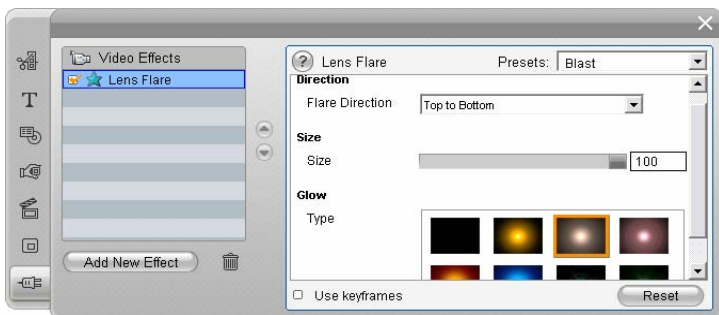 Video Effects
Lens Flare
Add New Effect
T
? Lens Flare Presets: Blast
Direction
Flare Direction Top to Bottom
Size
Size 100
Glow
Type
Use keyframes Reset